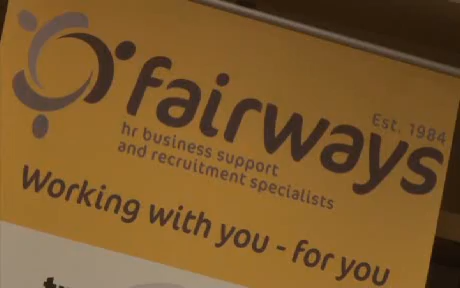 fairways
Est. 1984
hr business support
and recruitment specialists
Working with you - for you